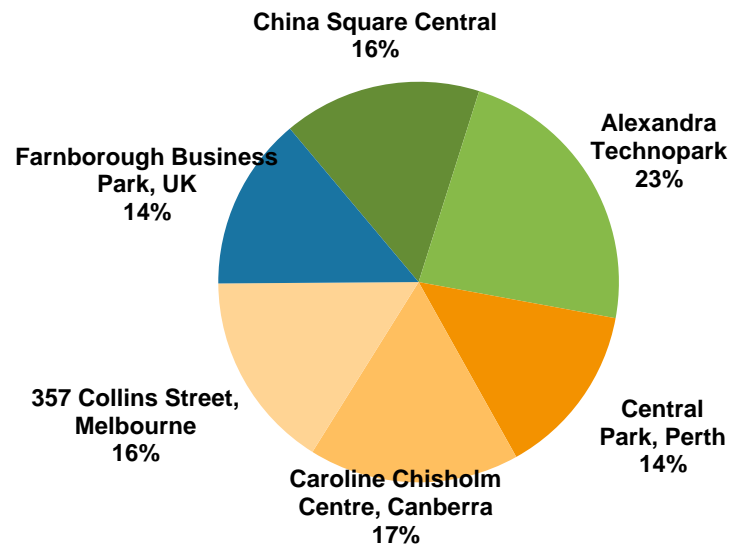 China Square Central
16%
Alexandra
Technopark
23%
Farnborough Business
Park, UK
14%
357 Collins Street,
Melbourne
16%
Central
Park, Perth
14%
Caroline Chisholm
Centre, Canberra
17%